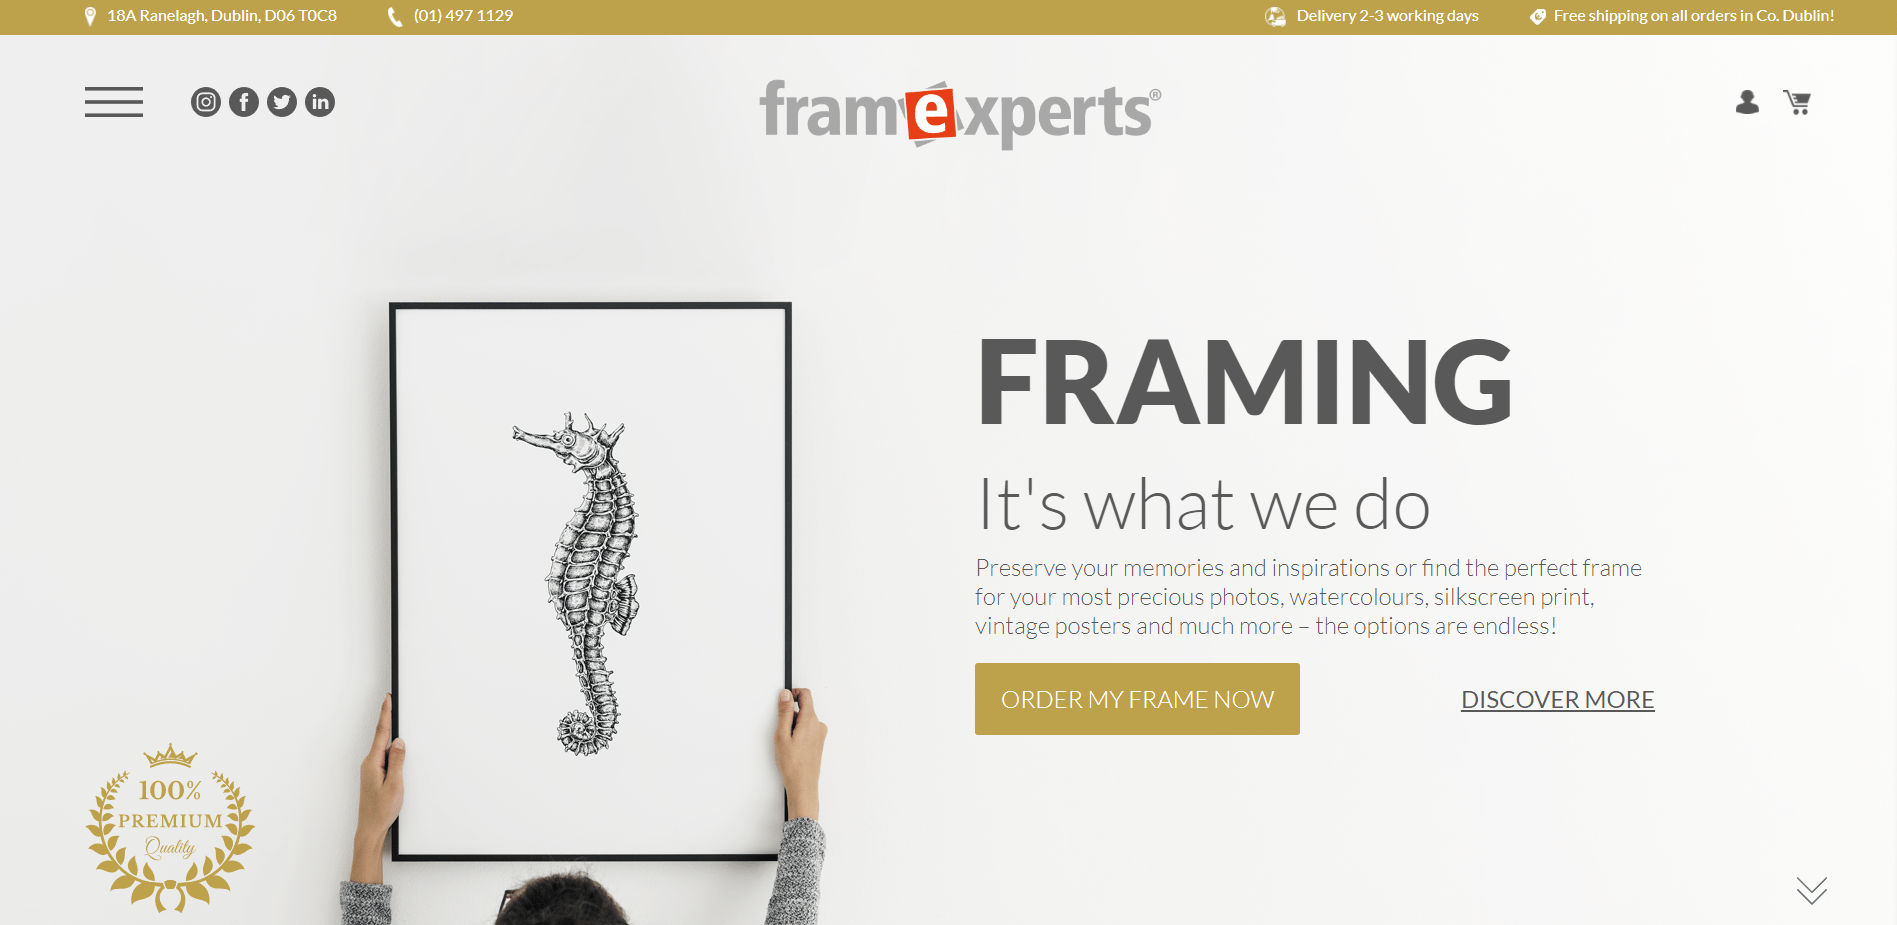 18A Ranelagh, Dublin, D06 T0C8
(01) 497 1129
Delivery 2-3 working days
Free shipping on all orders in Co. Dublin!
framexperts®
FRAMING
It's what we do
Preserve your memories and inspirations or find the perfect frame
for your most precious photos, watercolours, silkscreen print,
vintage posters and much more – the options are endless!
ORDER MY FRAME NOW
DISCOVER MORE
100%
PREMIUM
Quality